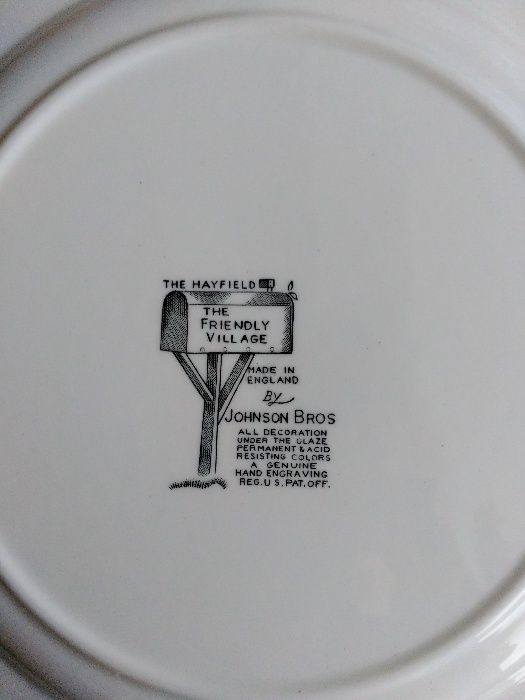 THE HAYFIELD
THE
FRIENDLY
VILLAGE
MADE IN
ENGLAND
By
JOHNSON BROS
ALL DECORATION
UNDER THE GLAZE
PERMANENT & ACID
RESISTING COLORS
A GENUINE
HAND ENGRAVING
REG. U S. PAT. OFF.